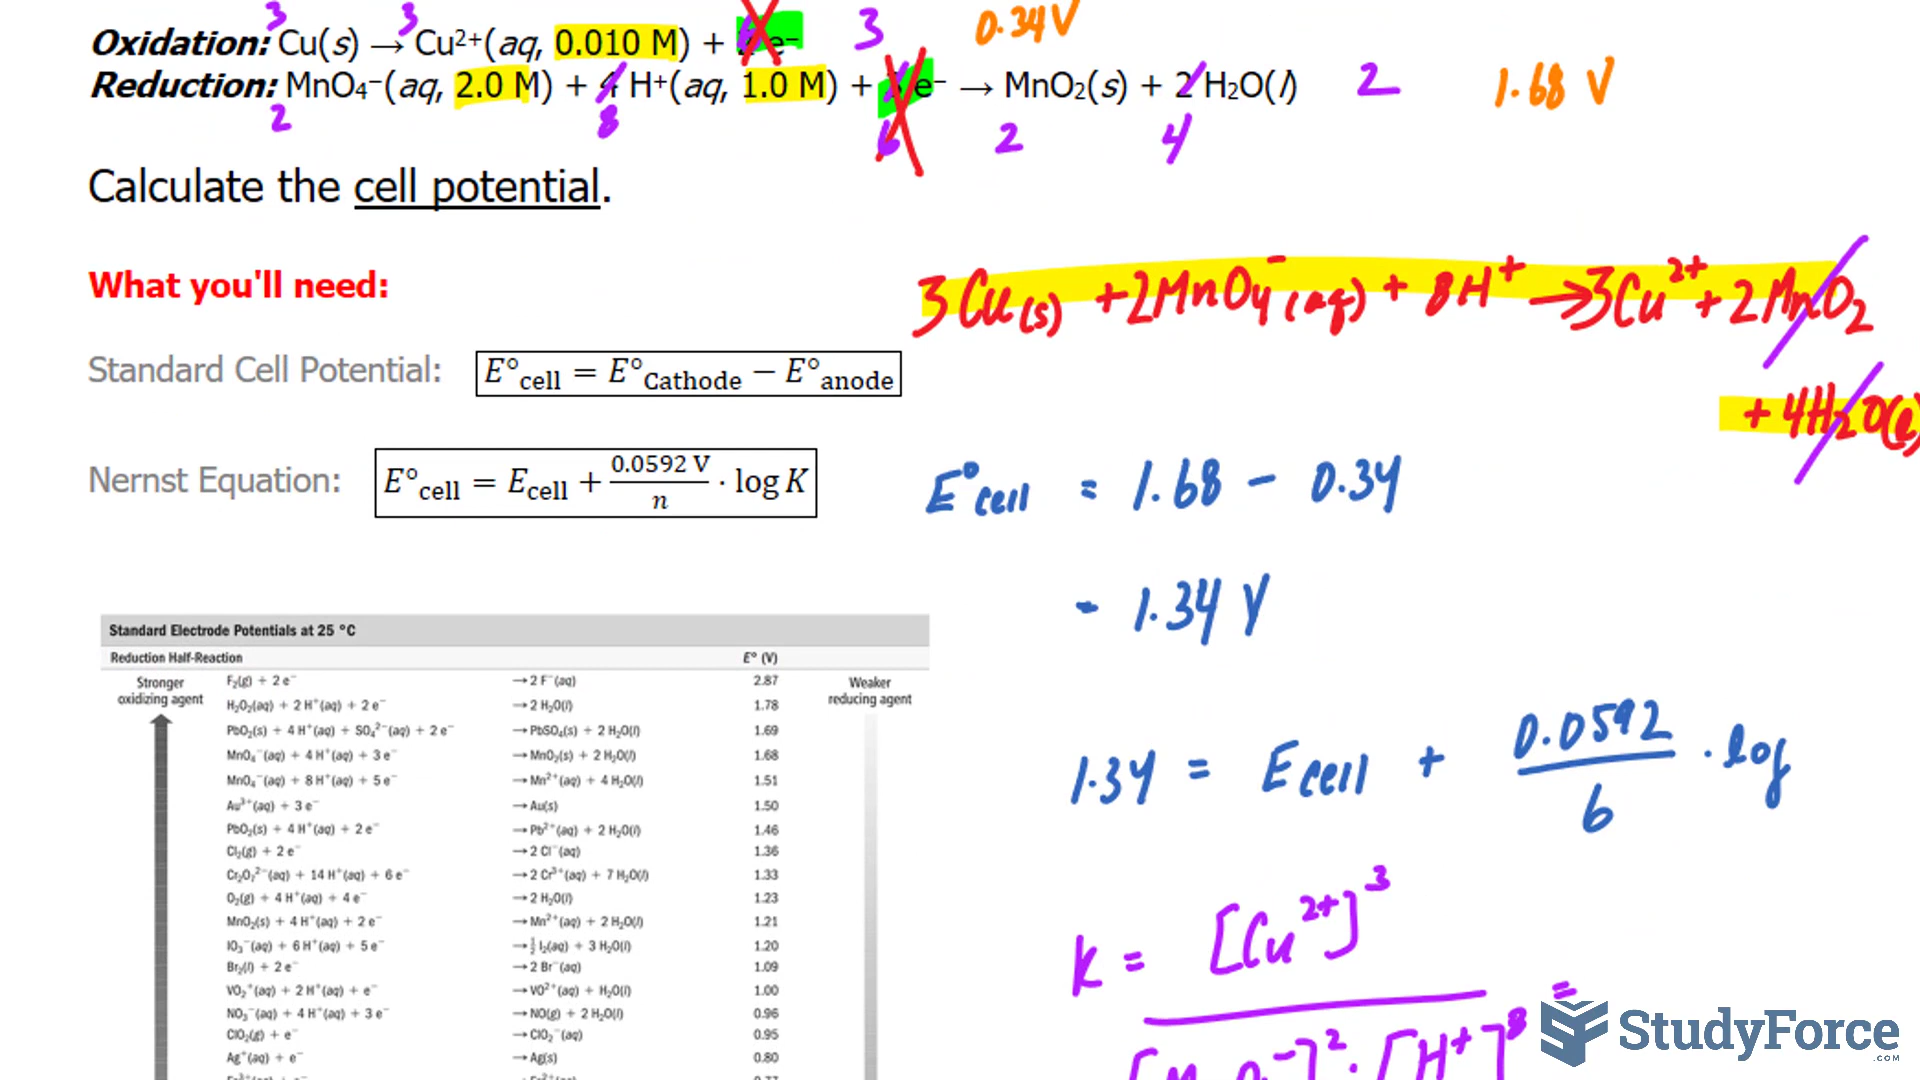 3 3 0.34 V
Oxidation: Cu(s) → Cu2+(aq, 0.010 M) + e− 3
Reduction: MnO4−(aq, 2.0 M) + 4 H+(aq, 1.0 M) + e− → MnO2(s) + 2 H2O(l) 2 1.68 V
2 8 6 2 4
Calculate the cell potential.
What you'll need:
3Cu(s) + 2MnO4−(aq) + 8H+ → 3Cu2+ + 2MnO2
+ 4H2O(l)
Standard Cell Potential: E°cell = E°Cathode − E°anode
Nernst Equation: E°cell = Ecell + 0.0592 V / n · log K
E°cell = 1.68 - 0.34
= 1.34 V
1.34 = Ecell + 0.0592 / 6 · log
K = [Cu2+]3 / [MnO4−]2 · [H+]8 =
Standard Electrode Potentials at 25 °C
Reduction Half-Reaction E° (V)
Stronger oxidizing agent
Weaker reducing agent
F2(g) + 2 e− → 2 F−(aq) 2.87
H2O2(aq) + 2 H+(aq) + 2 e− → 2 H2O(l) 1.78
PbO2(s) + 4 H+(aq) + SO42−(aq) + 2 e− → PbSO4(s) + 2 H2O(l) 1.69
MnO4−(aq) + 4 H+(aq) + 3 e− → MnO2(s) + 2 H2O(l) 1.68
MnO4−(aq) + 8 H+(aq) + 5 e− → Mn2+(aq) + 4 H2O(l) 1.51
Au3+(aq) + 3 e− → Au(s) 1.50
PbO2(s) + 4 H+(aq) + 2 e− → Pb2+(aq) + 2 H2O(l) 1.46
Cl2(g) + 2 e− → 2 Cl−(aq) 1.36
Cr2O72−(aq) + 14 H+(aq) + 6 e− → 2 Cr3+(aq) + 7 H2O(l) 1.33
O2(g) + 4 H+(aq) + 4 e− → 2 H2O(l) 1.23
MnO2(s) + 4 H+(aq) + 2 e− → Mn2+(aq) + 2 H2O(l) 1.21
IO3−(aq) + 6 H+(aq) + 5 e− → ½ I2(aq) + 3 H2O(l) 1.20
Br2(l) + 2 e− → 2 Br−(aq) 1.09
VO2+(aq) + 2 H+(aq) + e− → VO2+(aq) + H2O(l) 1.00
NO3−(aq) + 4 H+(aq) + 3 e− → NO(g) + 2 H2O(l) 0.96
ClO2(g) + e− → ClO2−(aq) 0.95
Ag+(aq) + e− → Ag(s) 0.80
StudyForce
.COM